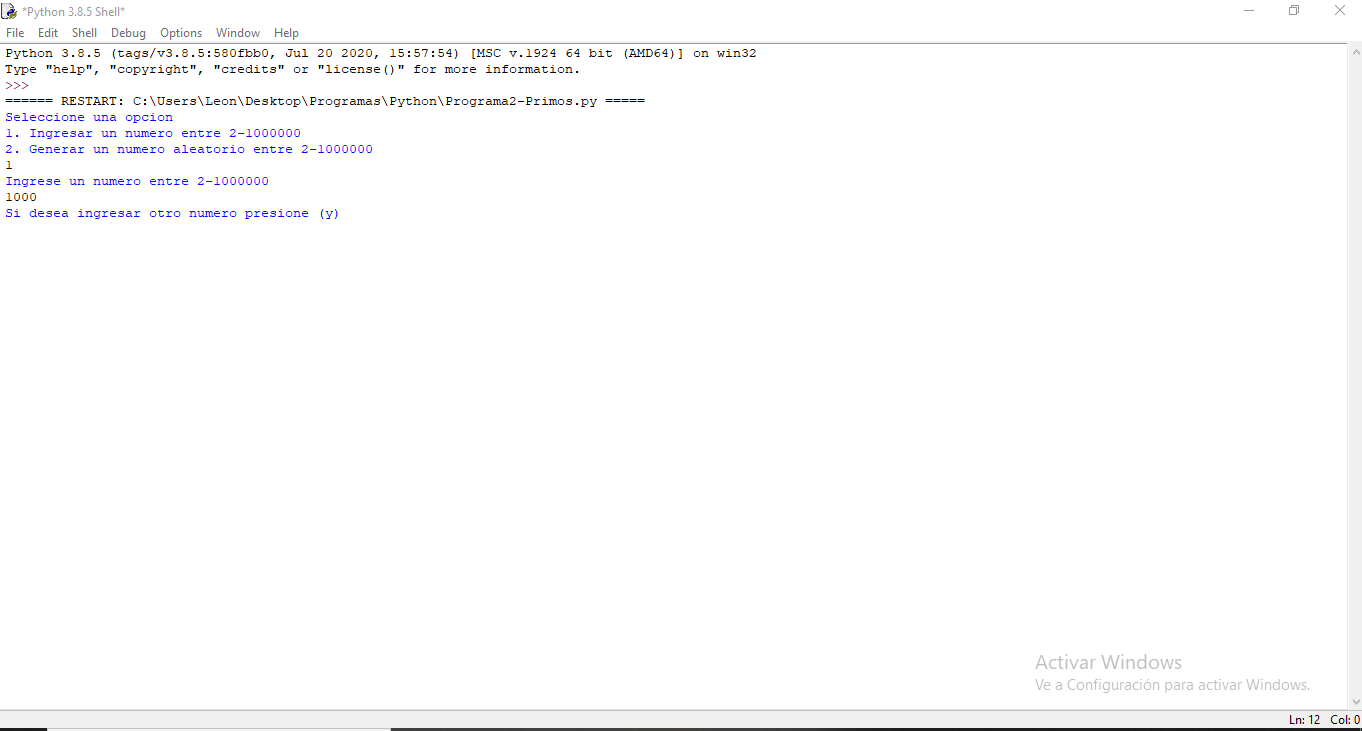 *Python 3.8.5 Shell*
File Edit Shell Debug Options Window Help
Python 3.8.5 (tags/v3.8.5:580fbb0, Jul 20 2020, 15:57:54) [MSC v.1924 64 bit (AMD64)] on win32
Type "help", "copyright", "credits" or "license()" for more information.
>>>
====== RESTART: C:\Users\Leon\Desktop\Programas\Python\Programa2-Primos.py =====
Seleccione una opcion
1. Ingresar un numero entre 2-1000000
2. Generar un numero aleatorio entre 2-1000000
1
Ingrese un numero entre 2-1000000
1000
Si desea ingresar otro numero presione (y)
Activar Windows
Ve a Configuración para activar Windows.
Ln: 12 Col: 0